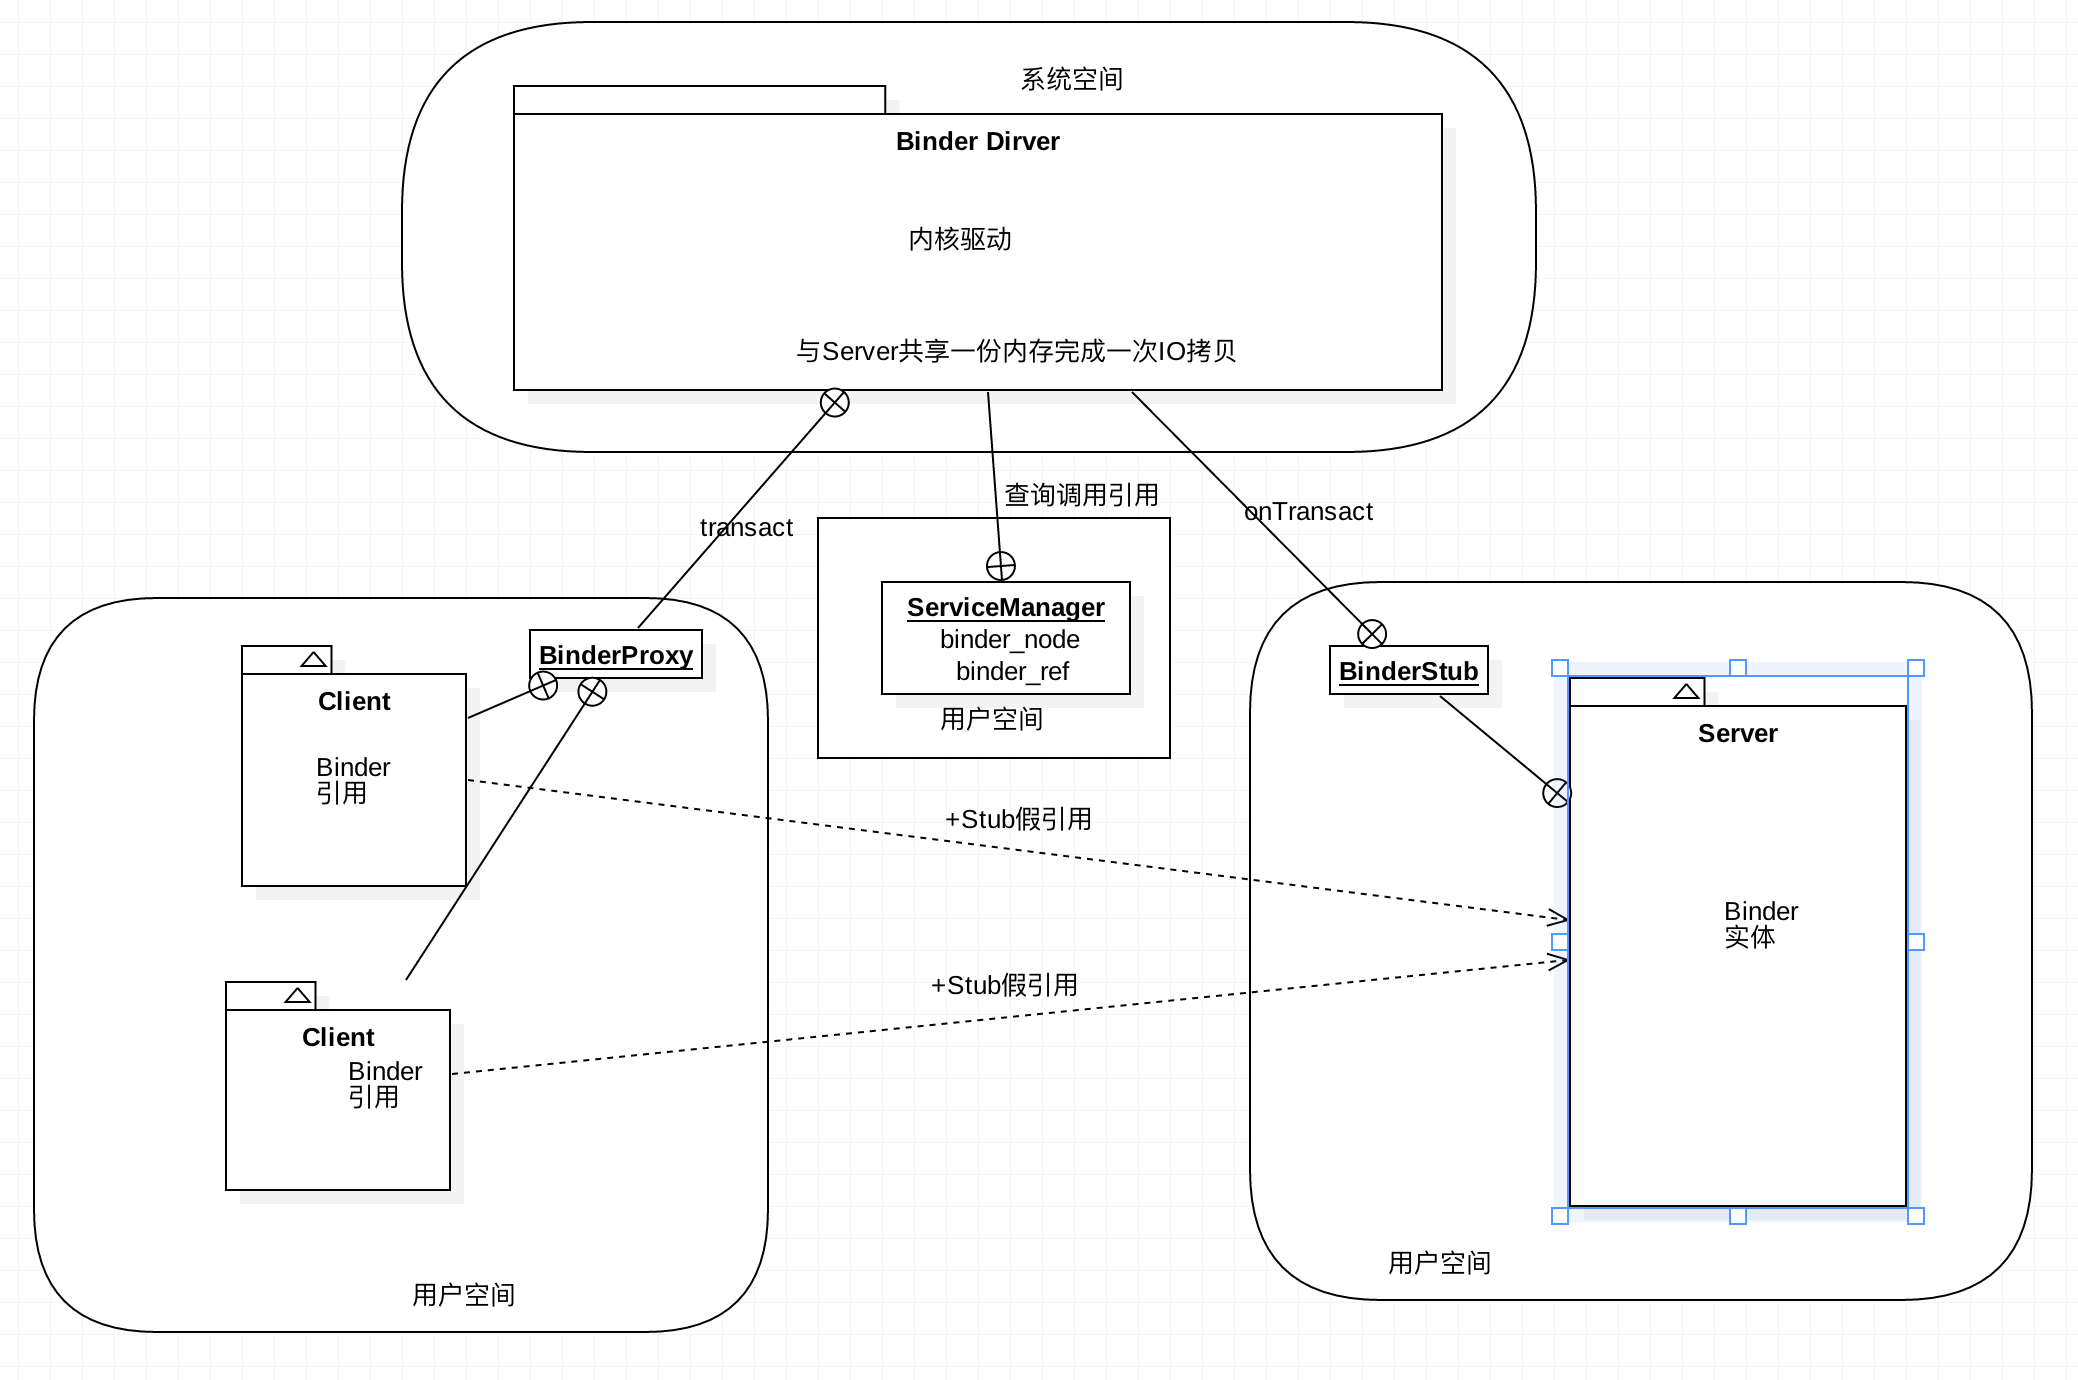 系统空间
Binder Dirver
内核驱动
与Server共享一份内存完成一次IO拷贝
查询调用引用
transact
onTransact
ServiceManager
binder_node
binder_ref
用户空间
BinderProxy
Client
Binder
引用
BinderStub
Server
+Stub假引用
Binder
实体
+Stub假引用
Client
Binder
引用
用户空间
用户空间